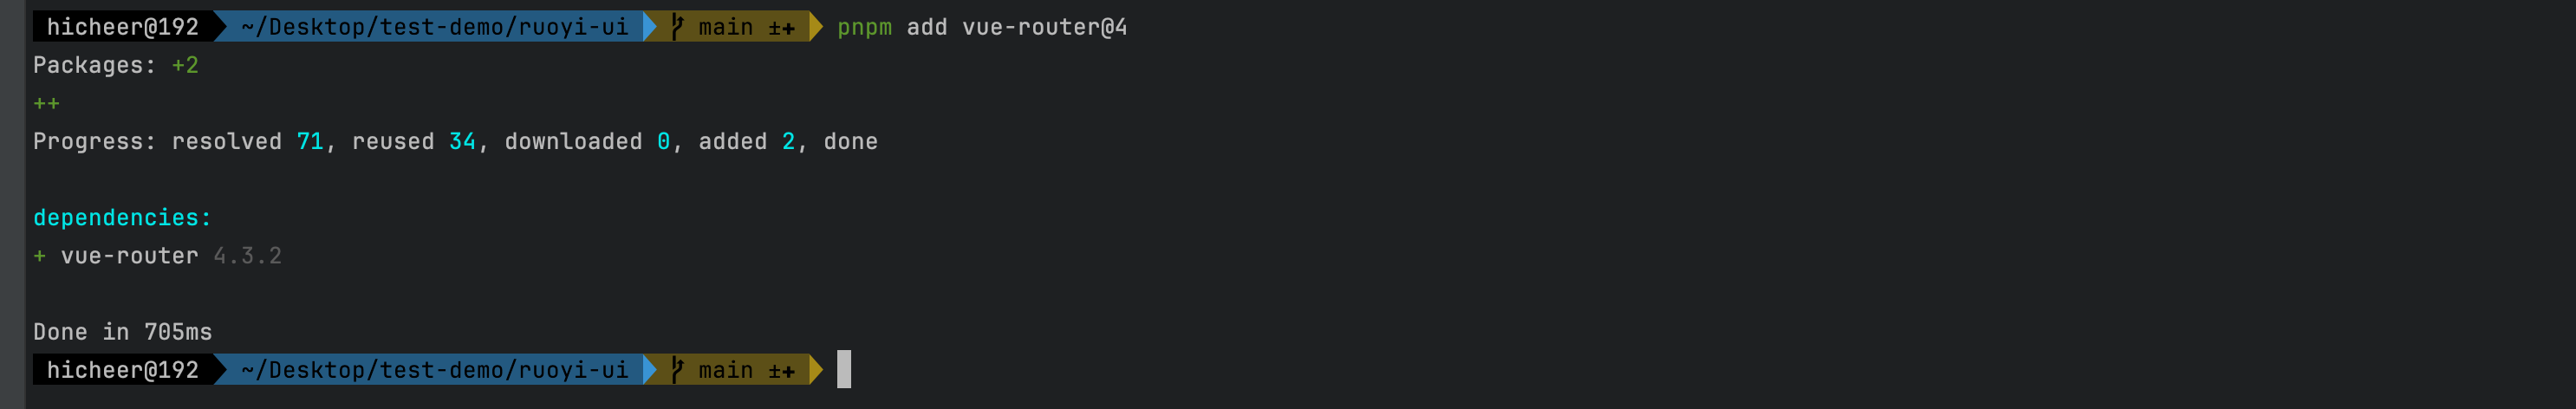 hicheer@192 ~/Desktop/test-demo/ruoyi-ui main ±+ pnpm add vue-router@4
Packages: +2
++
Progress: resolved 71, reused 34, downloaded 0, added 2, done
dependencies:
+ vue-router 4.3.2
Done in 705ms
hicheer@192 ~/Desktop/test-demo/ruoyi-ui main ±+